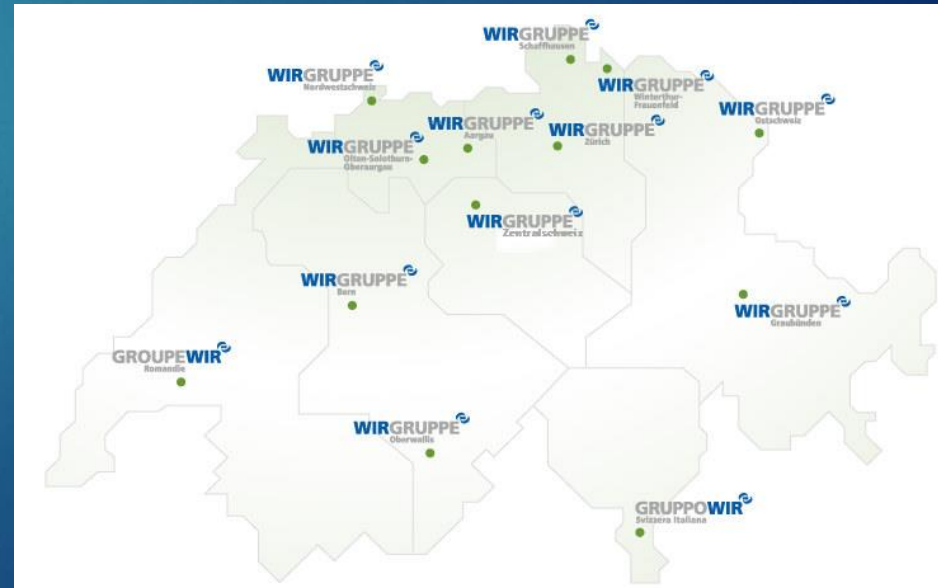 WIRGRUPPE
Schaffhausen
WIRGRUPPE
Nordwestschweiz
WIRGRUPPE
Winterthur-
Frauenfeld
WIRGRUPPE
Ostschweiz
WIRGRUPPE
Aargau
WIRGRUPPE
Zürich
WIRGRUPPE
Olten-Solothurn-
Oberaargau
WIRGRUPPE
Zentralschweiz
WIRGRUPPE
Bern
WIRGRUPPE
Graubünden
GROUPEWIR
Romandie
WIRGRUPPE
Oberwallis
GRUPPOWIR
Svizzera Italiana